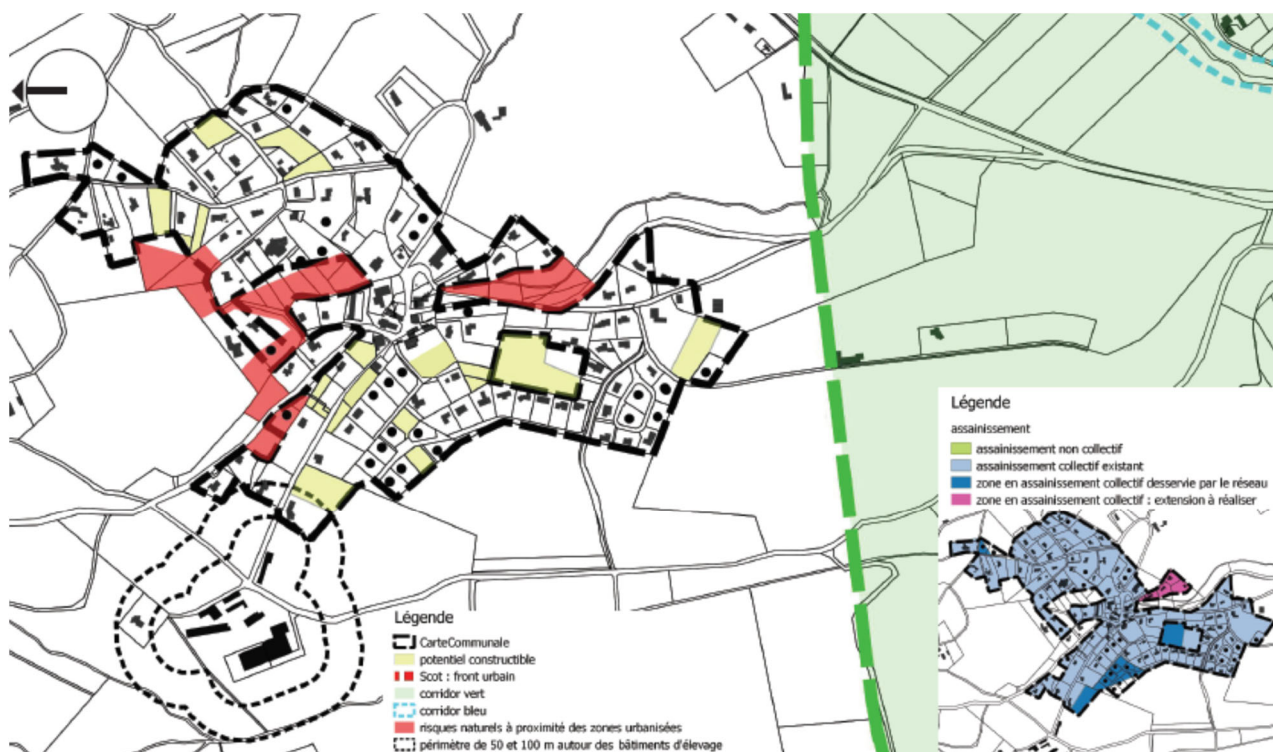 Légende
assainissement
assainissement non collectif
assainissement collectif existant
zone en assainissement collectif desservie par le réseau
zone en assainissement collectif : extension à réaliser
Légende
CarteCommunale
potentiel constructible
Scot : front urbain
corridor vert
corridor bleu
risques naturels à proximité des zones urbanisées
périmètre de 50 et 100 m autour des bâtiments d'élevage